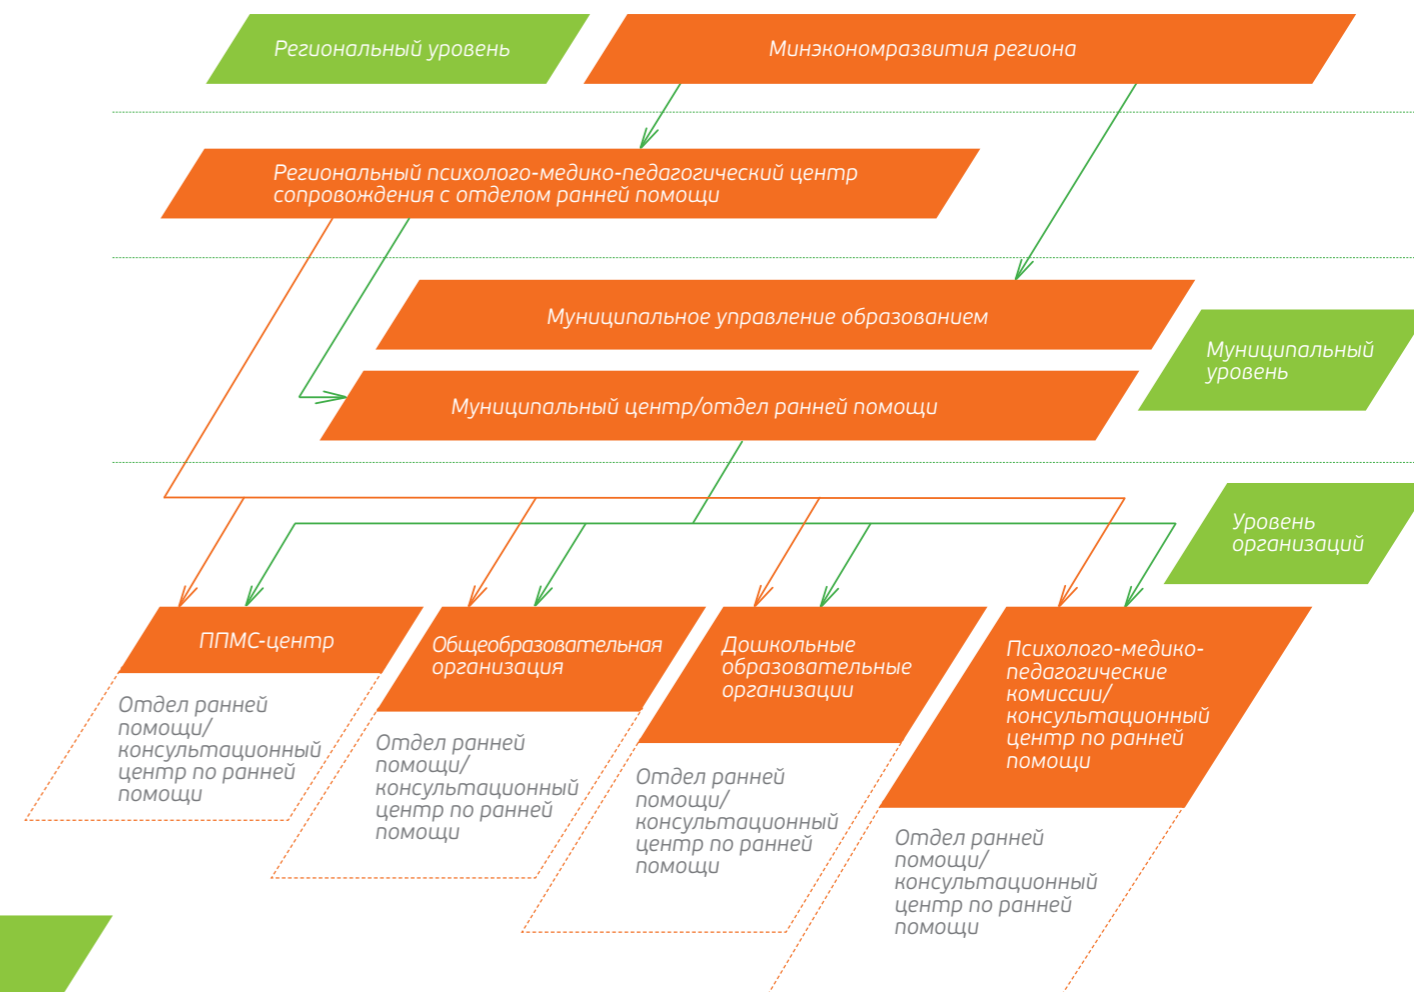 Региональный уровень
Минэкономразвития региона
Региональный психолого-медико-педагогический центр
сопровождения с отделом ранней помощи
Муниципальное управление образованием
Муниципальный
уровень
Муниципальный центр/отдел ранней помощи
Уровень
организаций
ППМС-центр
Отдел ранней
помощи/
консультационный
центр по ранней
помощи
Общеобразовательная
организация
Отдел ранней
помощи/
консультационный
центр по ранней
помощи
Дошкольные
образовательные
организации
Отдел ранней
помощи/
консультационный
центр по ранней
помощи
Психолого-медико-
педагогические
комиссии/
консультационный
центр по ранней
помощи
Отдел ранней
помощи/
консультационный
центр по ранней
помощи